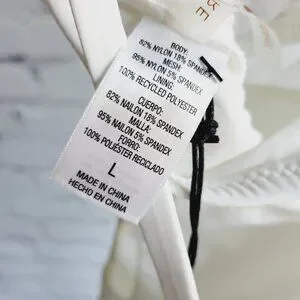 BODY:
82% NYLON 18% SPANDEX
MESH:
95% NYLON 5% SPANDEX
LINING:
100% RECYCLED POLYESTER
CUERPO:
82% NAILON 18% SPANDEX
MALLA:
95% NAILON 5% SPANDEX
FORRO:
100% POLIÉSTER RECICLADO
L
MADE IN CHINA
HECHO EN CHINA